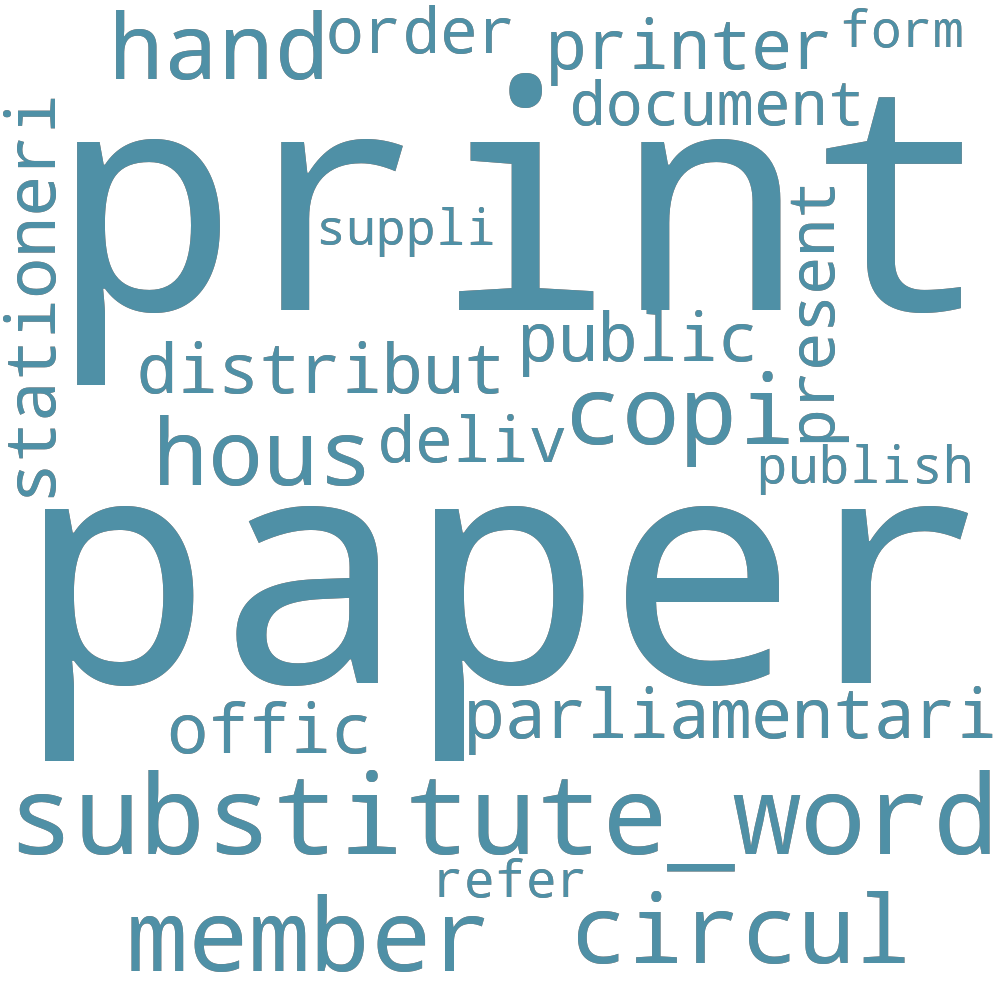 hand order printer form
document
stationeri print
suppli present
distribut public
hous deliv copi
publish
paper
offic parliamentari
substitute_word
refer
member circul